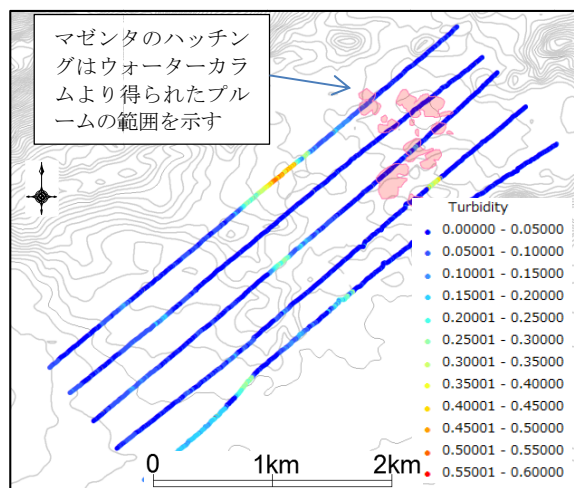 マゼンタのハッチン
グはウォーターカラ
ムより得られたプル
ームの範囲を示す
Turbidity
0.00000 - 0.05000
0.05001 - 0.10000
0.10001 - 0.15000
0.15001 - 0.20000
0.20001 - 0.25000
0.25001 - 0.30000
0.30001 - 0.35000
0.35001 - 0.40000
0.40001 - 0.45000
0.45001 - 0.50000
0.50001 - 0.55000
0.55001 - 0.60000
0 1km 2km